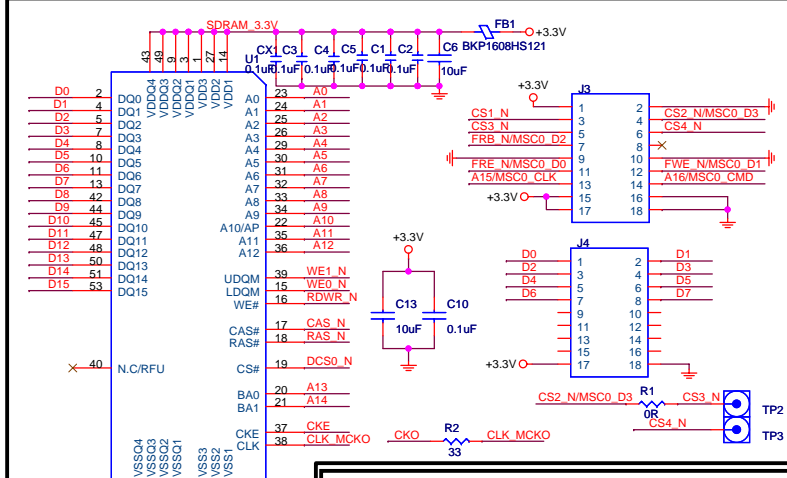 SDRAM_3.3V
FB1
+3.3V
BKP1608HS121
43 49 9 3 1 27 14
VDDQ4 VDDQ3 VDDQ2 VDDQ1 VDD3 VDD2 VDD1
U1
CX1 C3 C4 C5 C1 C2 C6
0.1uF 0.1uF 0.1uF 0.1uF 0.1uF 0.1uF 10uF
D0 2 DQ0 A0 23 A0
D1 4 DQ1 A1 24 A1
D2 5 DQ2 A2 25 A2
D3 7 DQ3 A3 26 A3
D4 8 DQ4 A4 29 A4
D5 10 DQ5 A5 30 A5
D6 11 DQ6 A6 31 A6
D7 13 DQ7 A7 32 A7
D8 42 DQ8 A8 33 A8
D9 44 DQ9 A9 34 A9
D10 45 DQ10 A10/AP 22 A10
D11 47 DQ11 A11 35 A11
D12 48 DQ12 A12 36 A12
D13 50 DQ13
D14 51 DQ14 UDQM 39 WE1_N
D15 53 DQ15 LDQM 15 WE0_N
WE# 16 RDWR_N
CAS# 17 CAS_N
RAS# 18 RAS_N
40 N.C/RFU CS# 19 DCS0_N
BA0 20 A13
BA1 21 A14
CKE 37 CKE
CLK 38 CLK_MCKO
VSSQ4 VSSQ3 VSSQ2 VSSQ1 VSS3 VSS2 VSS1
+3.3V
C13 C10
10uF 0.1uF
CKO R2 CLK_MCKO
33
+3.3V J3
1 2
CS1_N 3 4 CS2_N/MSC0_D3
CS3_N 5 6 CS4_N
FRB_N/MSC0_D2 7 8
9 10
FRE_N/MSC0_D0 11 12 FWE_N/MSC0_D1
A15/MSC0_CLK 13 14 A16/MSC0_CMD
+3.3V 15 16
17 18
J4
D0 1 2 D1
D2 3 4 D3
D4 5 6 D5
D6 7 8 D7
9 10
11 12
13 14
15 16
+3.3V 17 18
CS2_N/MSC0_D3 R1 CS3_N
0R TP2
CS4_N TP3